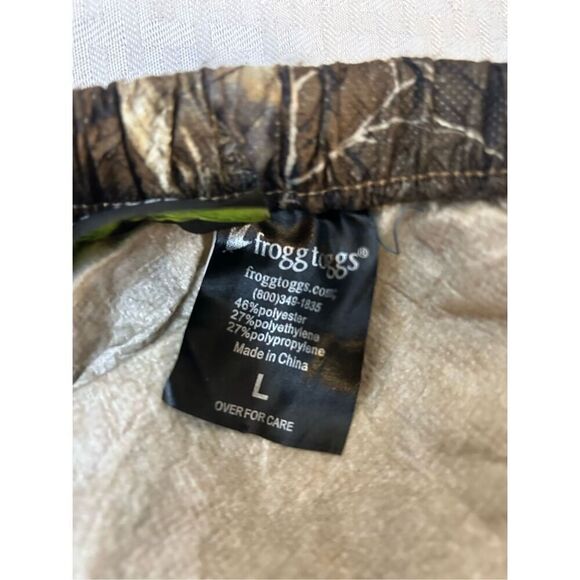 frogg toggs®
froggtoggs.com;
(800)349-1835
46%polyester
27%polyethylene
27%polypropylene
Made in China
L
OVER FOR CARE